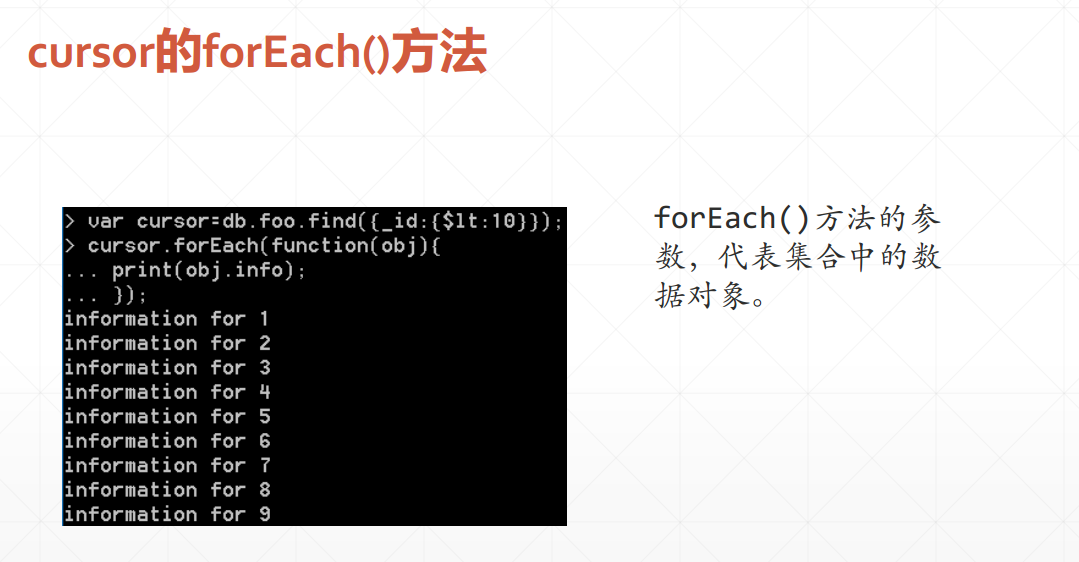 cursor的forEach()方法
> var cursor=db.foo.find({_id:{$lt:10}});
> cursor.forEach(function(obj){
... print(obj.info);
... });
information for 1
information for 2
information for 3
information for 4
information for 5
information for 6
information for 7
information for 8
information for 9
forEach()方法的参
数，代表集合中的数
据对象。